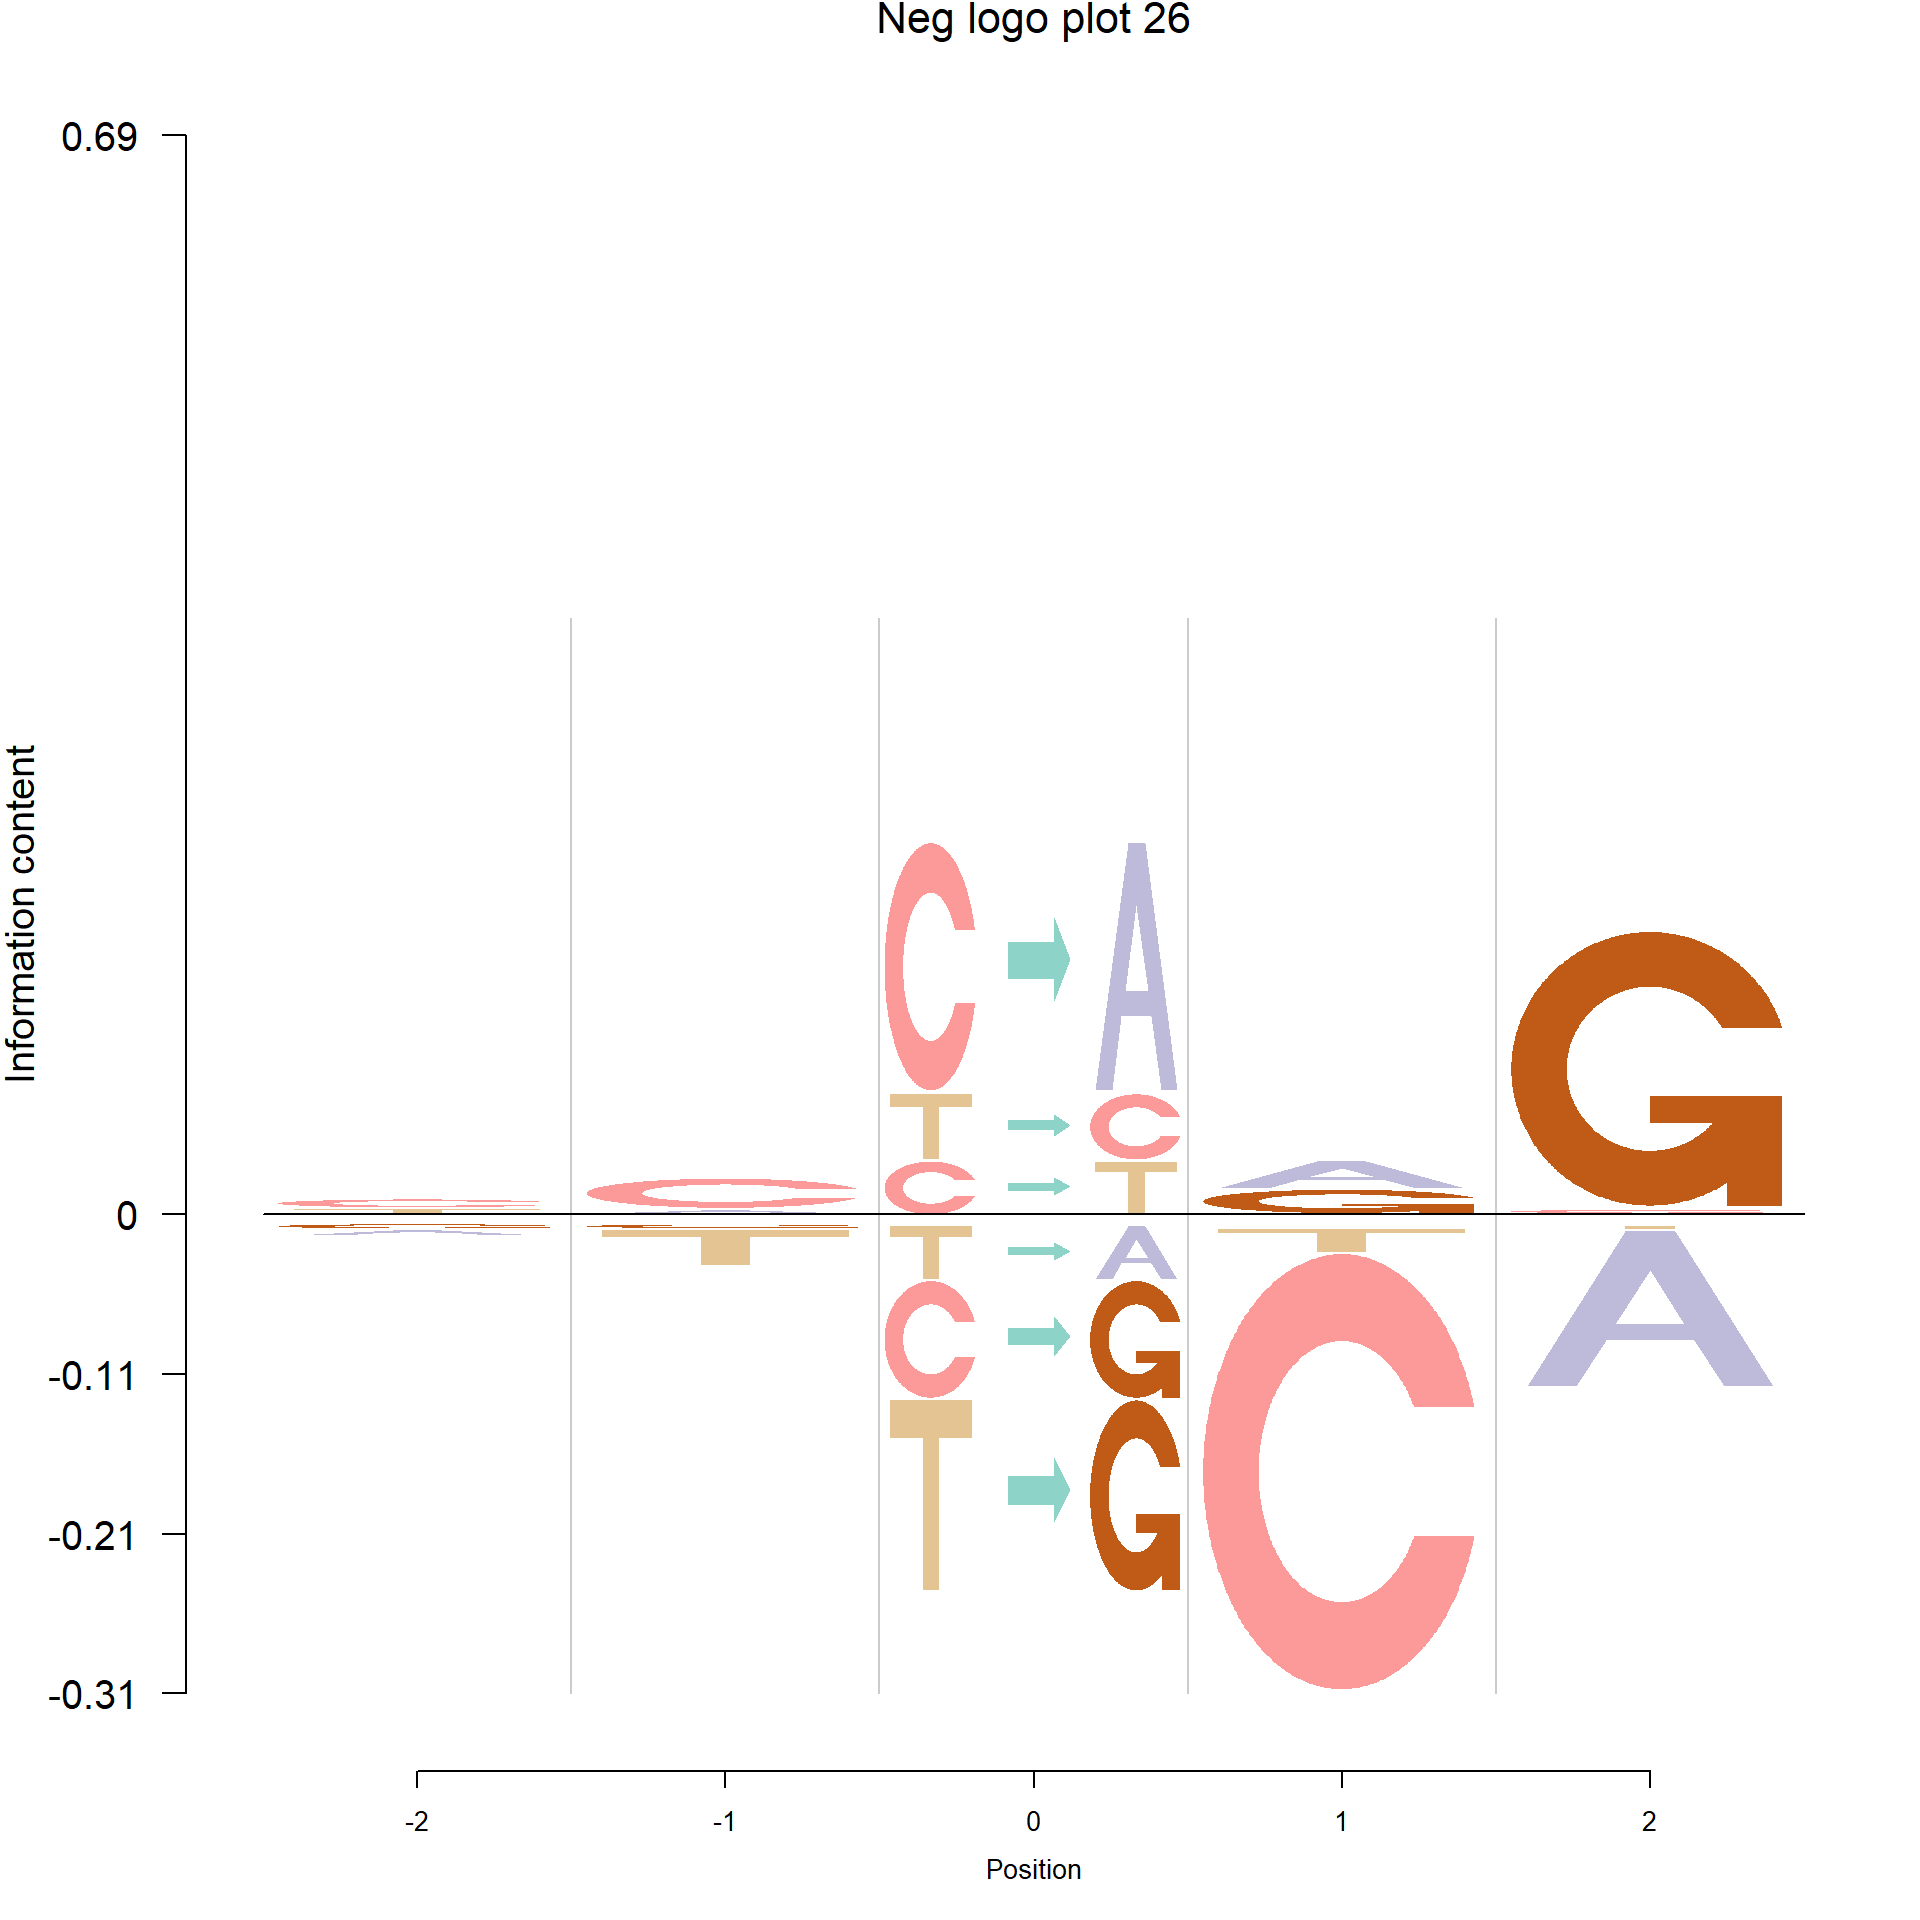 Neg logo plot 26
0.69
0
-0.11
-0.21
-0.31
Information content
C A
T C
C T
T A
C G
T G
C
T
A
G
A
C
A
G
T
C
A
G
T
C
G
C
T
A
-2 -1 0 1 2
Position